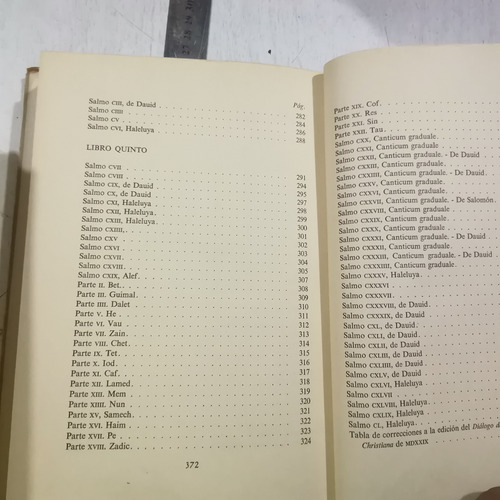 27 28 29 30
Pág.
Salmo CIII, de Dauid 282
Salmo CIIII 284
Salmo CV 286
Salmo CVI, Haleluya 288
LIBRO QUINTO
Salmo CVII 291
Salmo CVIII 294
Salmo CIX, de Dauid 295
Salmo CX, de Dauid 297
Salmo CXI, Haleluya 298
Salmo CXII, Haleluya 299
Salmo CXIII, Haleluya 300
Salmo CXIIII 301
Salmo CXV 302
Salmo CXVI 303
Salmo CXVII 304
Salmo CXVIII 305
Salmo CXIX, Alef 307
Parte II. Bet 308
Parte III. Guimal 309
Parte IIII. Dalet 310
Parte V. He 311
Parte VI. Vau 312
Parte VII. Zain 313
Parte VIII. Chet 314
Parte IX. Tet 315
Parte X. Iod 316
Parte XI. Caf 317
Parte XII. Lamed 318
Parte XIII. Mem 319
Parte XIIII. Nun 320
Parte XV, Samech 321
Parte XVI. Haim 322
Parte XVII. Pe 323
Parte XVIII. Zadic 324
372
Parte XIX. Cof
Parte XX. Res
Parte XXI. Sin
Parte XXII. Tau
Salmo CXX, Canticum graduale
Salmo CXXI, Canticum graduale
Salmo CXXII, Canticum graduale. - De Dauid
Salmo CXXIII, Canticum graduale
Salmo CXXIIII, Canticum graduale. - De Dauid
Salmo CXXV, Canticum graduale
Salmo CXXVI, Canticum graduale
Salmo CXXVII, Canticum graduale. - De Salomón
Salmo CXXVIII, Canticum graduale
Salmo CXXIX, Canticum graduale
Salmo CXXX, Canticum graduale
Salmo CXXXI, Canticum graduale. - De Dauid
Salmo CXXXII, Canticum graduale
Salmo CXXXIII, Canticum graduale. - De Dauid
Salmo CXXXIIII, Canticum graduale
Salmo CXXXV, Haleluya
Salmo CXXXVI
Salmo CXXXVII
Salmo CXXXVIII, de Dauid
Salmo CXXXIX, de Dauid
Salmo CXL, de Dauid
Salmo CXLI, de Dauid
Salmo CXLII, de Dauid
Salmo CXLIII, de Dauid
Salmo CXLIIII, de Dauid
Salmo CXLV, de Dauid
Salmo CXLVI, Haleluya
Salmo CXLVII
Salmo CXLVIII, Haleluya
Salmo CXLIX, Haleluya
Salmo CL, Haleluya
Tabla de correcciones a la edición del Diálogo d
Christiana de MDXXIX